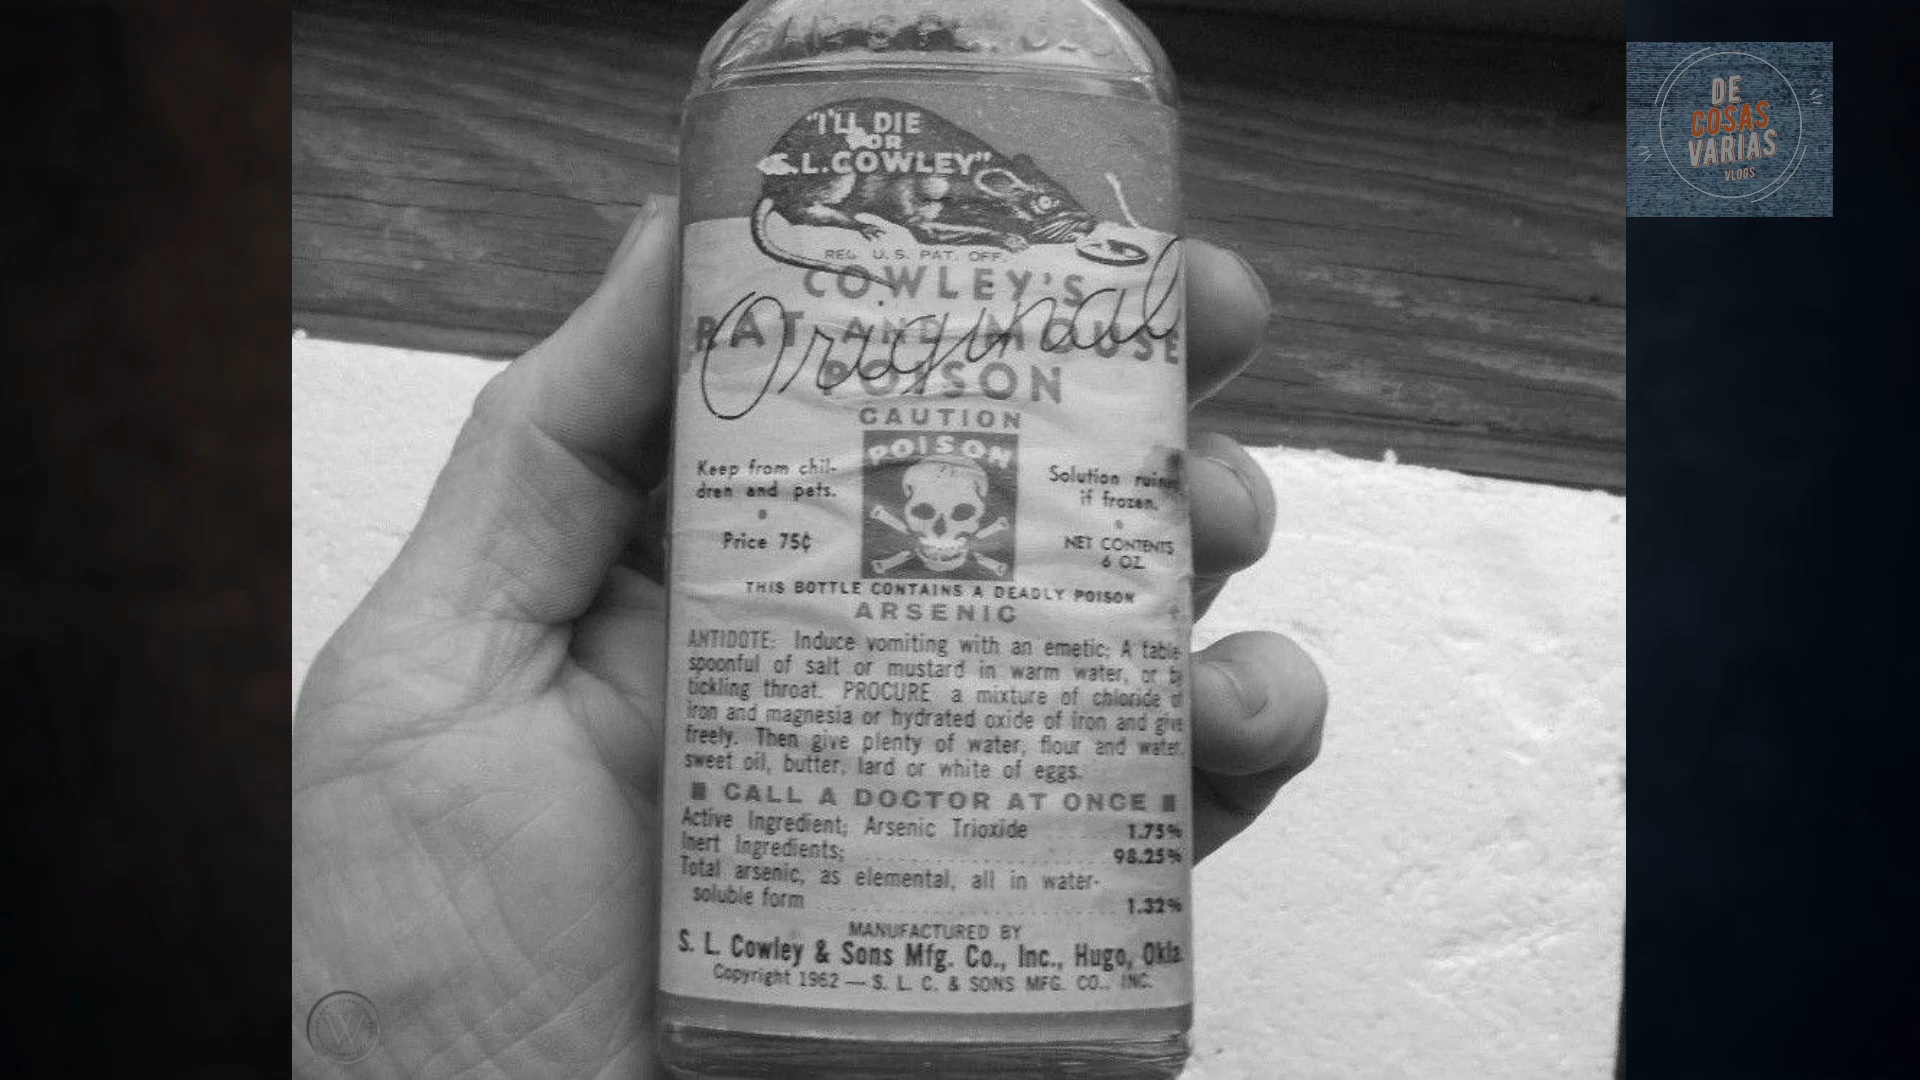 "I'LL DIE
FOR
S.L.COWLEY"
REG. U.S. PAT. OFF.
COWLEY'S
Original
RAT AND MOUSE
POISON
CAUTION
POISON
Keep from chil-
dren and pets.
Price 75¢
Solution ruined
if frozen.
NET CONTENTS
6 OZ.
THIS BOTTLE CONTAINS A DEADLY POISON
ARSENIC
ANTIDOTE: Induce vomiting with an emetic; A table-
spoonful of salt or mustard in warm water, or by
tickling throat. PROCURE a mixture of chloride of
iron and magnesia or hydrated oxide of iron and give
freely. Then give plenty of water, flour and water,
sweet oil, butter, lard or white of eggs.
CALL A DOCTOR AT ONCE
Active Ingredient; Arsenic Trioxide 1.75%
Inert Ingredients; 98.25%
Total arsenic, as elemental, all in water-
soluble form 1.32%
MANUFACTURED BY
S. L. Cowley & Sons Mfg. Co., Inc., Hugo, Okla.
Copyright 1962 — S. L. C. & SONS MFG. CO., INC.
W
DE
COSAS
VARIAS
VLOGS